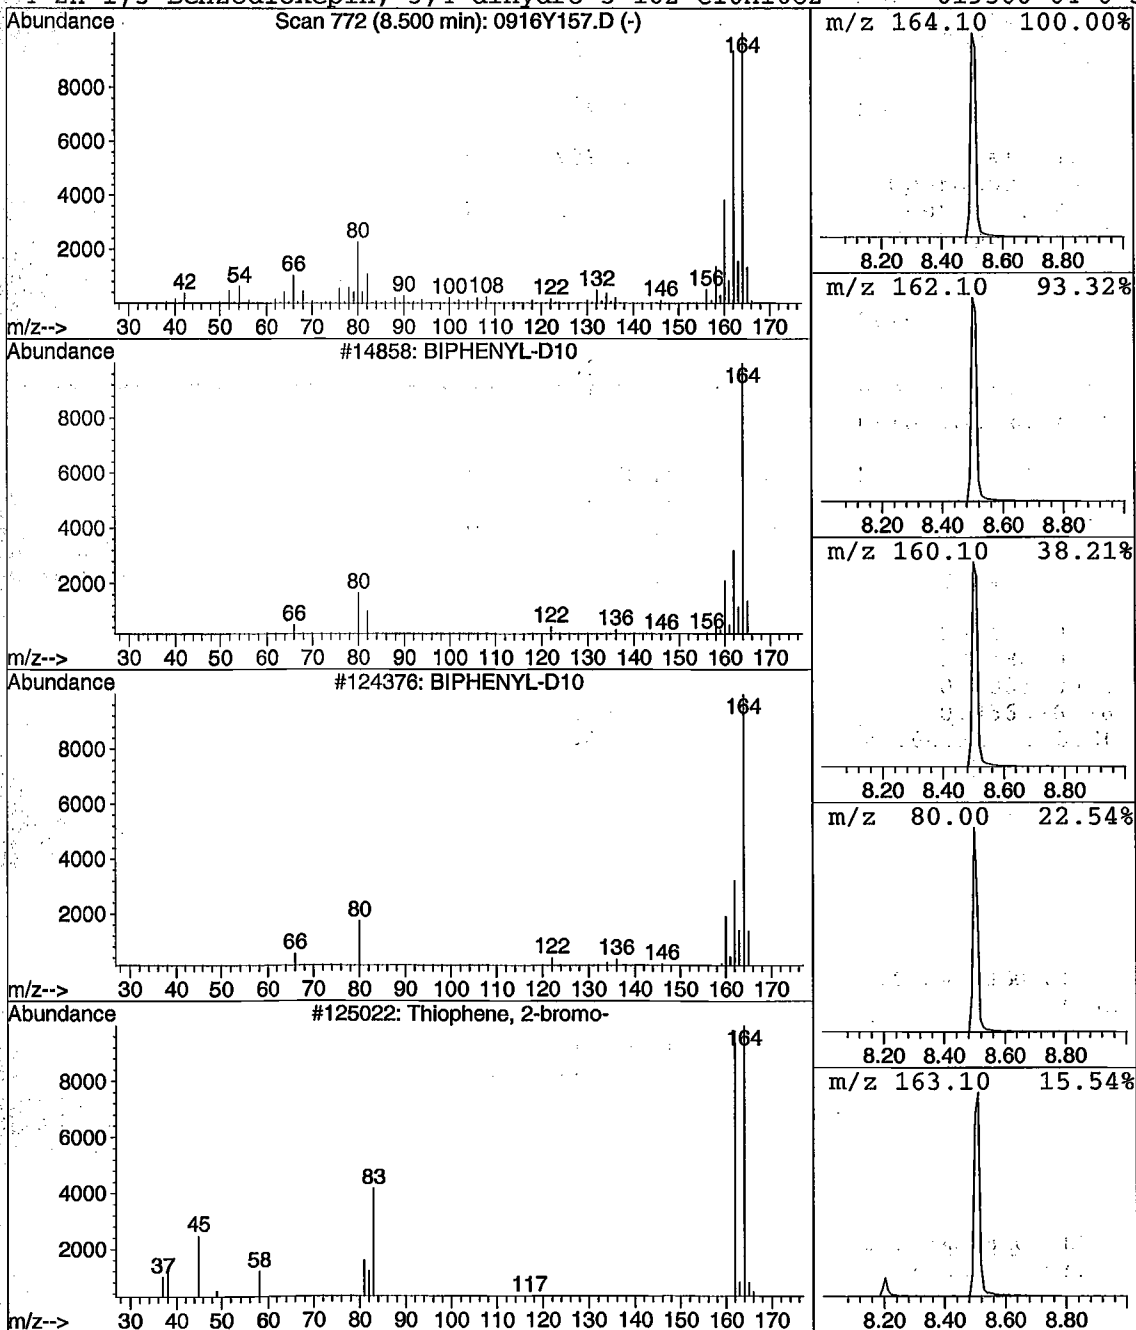 Abundance Scan 772 (8.500 min): 0916Y157.D (-)
164
8000
6000
4000
2000
42 54 66 80 90 100 108 122 132 146 156
m/z--> 30 40 50 60 70 80 90 100 110 120 130 140 150 160 170
Abundance #14858: BIPHENYL-D10
164
8000
6000
4000
2000
66 80 122 136 146 156
m/z--> 30 40 50 60 70 80 90 100 110 120 130 140 150 160 170
Abundance #124376: BIPHENYL-D10
164
8000
6000
4000
2000
66 80 122 136 146
m/z--> 30 40 50 60 70 80 90 100 110 120 130 140 150 160 170
Abundance #125022: Thiophene, 2-bromo-
164
8000
6000
4000
2000
37 45 58 83 117
m/z--> 30 40 50 60 70 80 90 100 110 120 130 140 150 160 170
m/z 164.10 100.00%
8.20 8.40 8.60 8.80
m/z 162.10 93.32%
8.20 8.40 8.60 8.80
m/z 160.10 38.21%
8.20 8.40 8.60 8.80
m/z 80.00 22.54%
8.20 8.40 8.60 8.80
m/z 163.10 15.54%
8.20 8.40 8.60 8.80